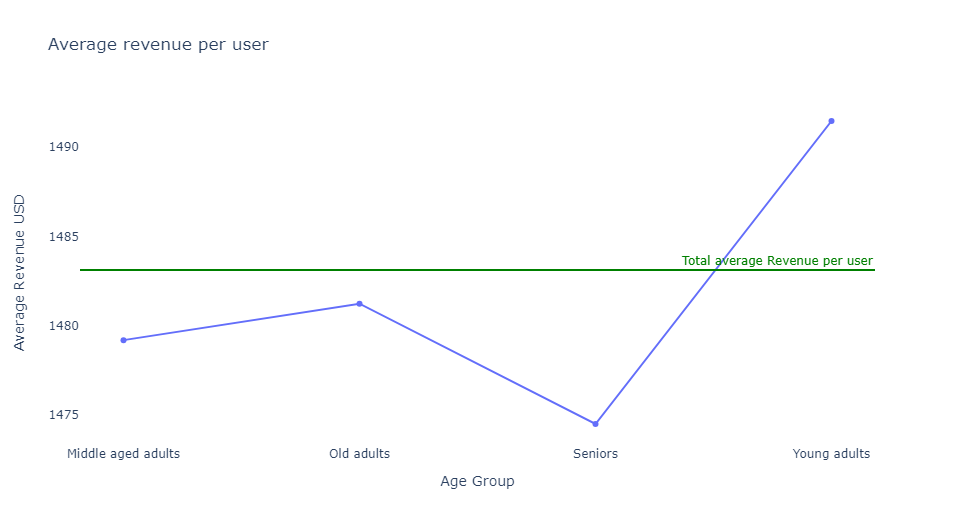 Average revenue per user
Average Revenue USD
1490
1485
1480
1475
Total average Revenue per user
Middle aged adults
Old adults
Seniors
Young adults
Age Group